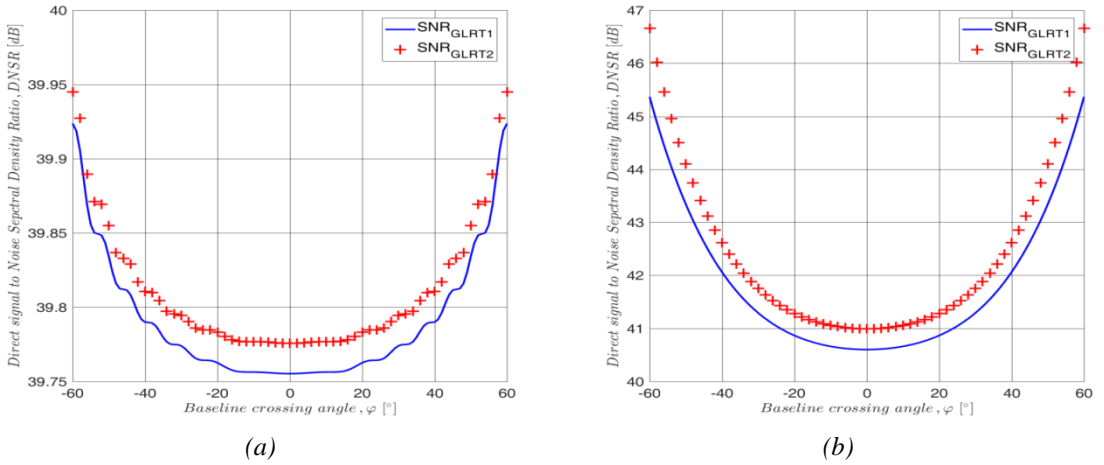 40
39.95
39.9
39.85
39.8
39.75
-60 -40 -20 0 20 40 60
Direct signal to Noise Sepctral Density Ratio, DNSR [dB]
Baseline crossing angle, φ [°]
SNR_GLRT1
SNR_GLRT2
(a)
47
46
45
44
43
42
41
40
-60 -40 -20 0 20 40 60
Direct signal to Noise Sepctral Density Ratio, DNSR [dB]
Baseline crossing angle, φ [°]
SNR_GLRT1
SNR_GLRT2
(b)